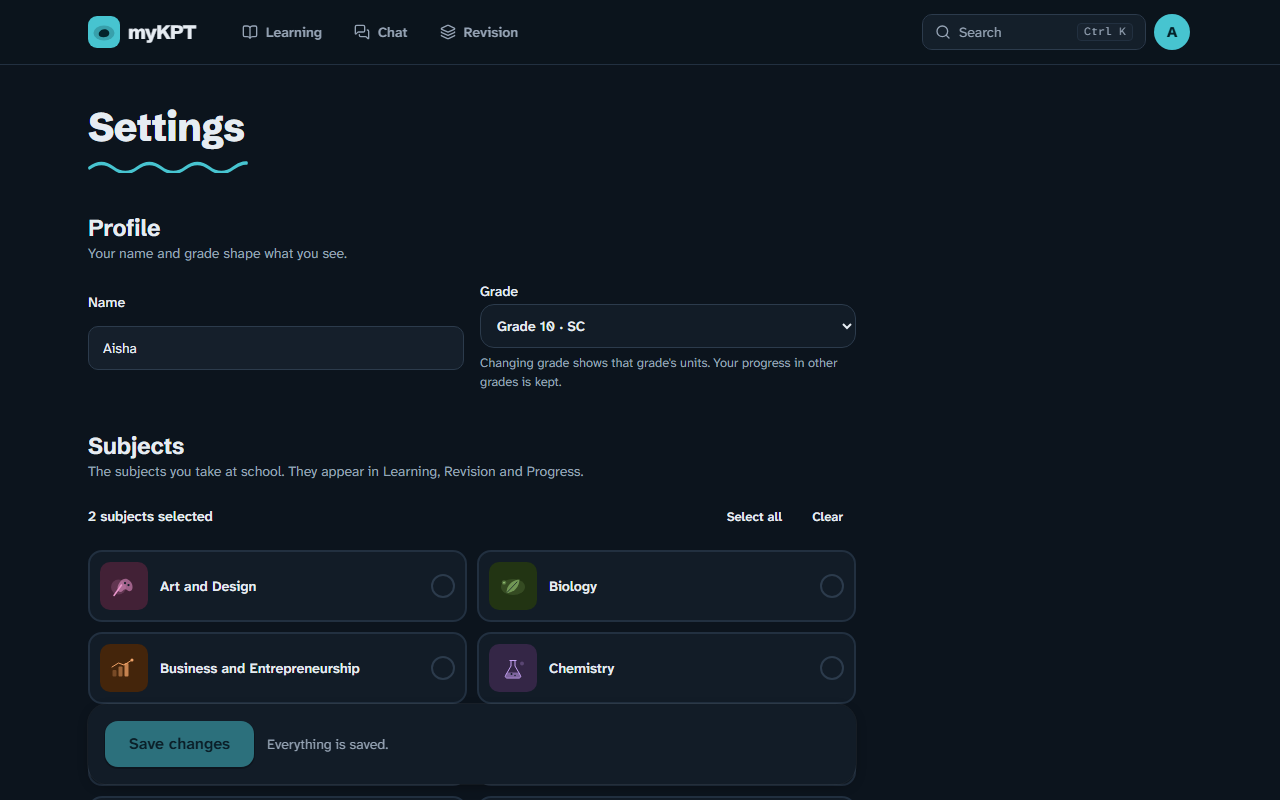 myKPT
Learning
Chat
Revision
Search
Ctrl K
A
Settings
Profile
Your name and grade shape what you see.
Name
Aisha
Grade
Grade 10 · SC
Changing grade shows that grade's units. Your progress in other
grades is kept.
Subjects
The subjects you take at school. They appear in Learning, Revision and Progress.
2 subjects selected
Select all
Clear
Art and Design
Biology
Business and Entrepreneurship
Chemistry
Save changes
Everything is saved.